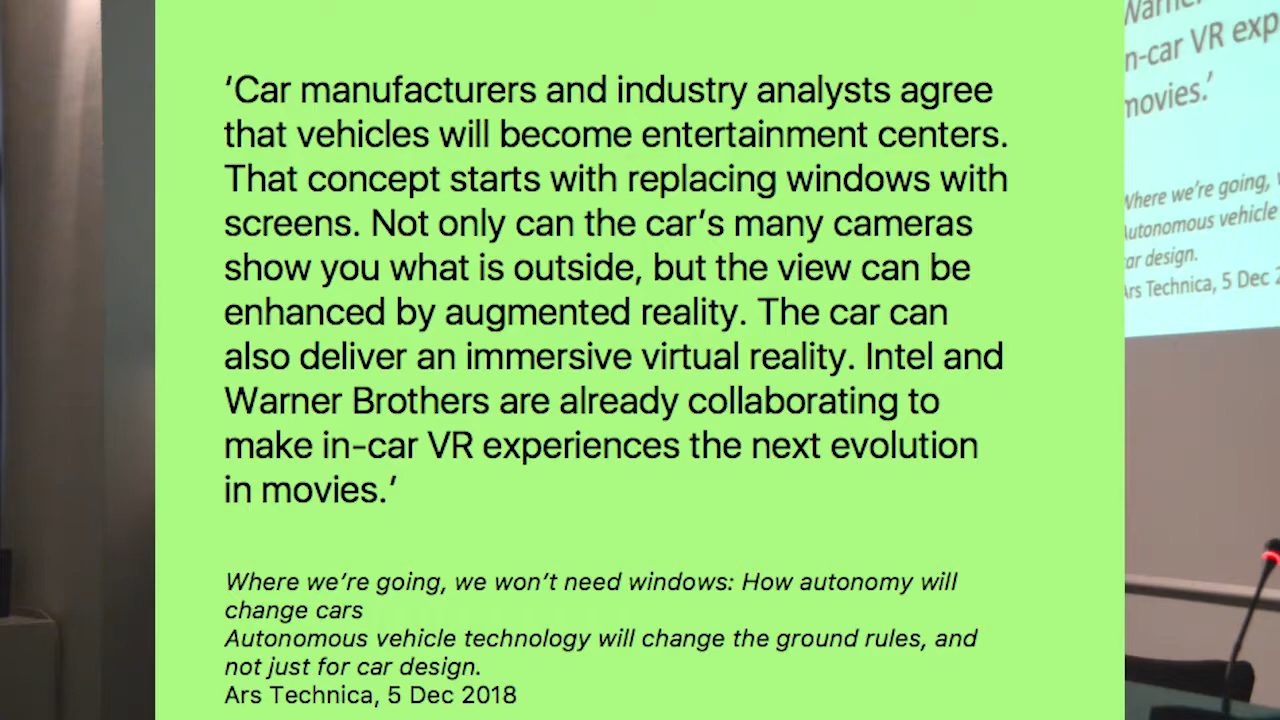 ‘Car manufacturers and industry analysts agree
that vehicles will become entertainment centers.
That concept starts with replacing windows with
screens. Not only can the car’s many cameras
show you what is outside, but the view can be
enhanced by augmented reality. The car can
also deliver an immersive virtual reality. Intel and
Warner Brothers are already collaborating to
make in-car VR experiences the next evolution
in movies.’
Where we’re going, we won’t need windows: How autonomy will
change cars
Autonomous vehicle technology will change the ground rules, and
not just for car design.
Ars Technica, 5 Dec 2018
Warner
in-car VR exp
movies.’
Where we’re going,
Autonomous vehicle
car design.
Ars Technica, 5 Dec